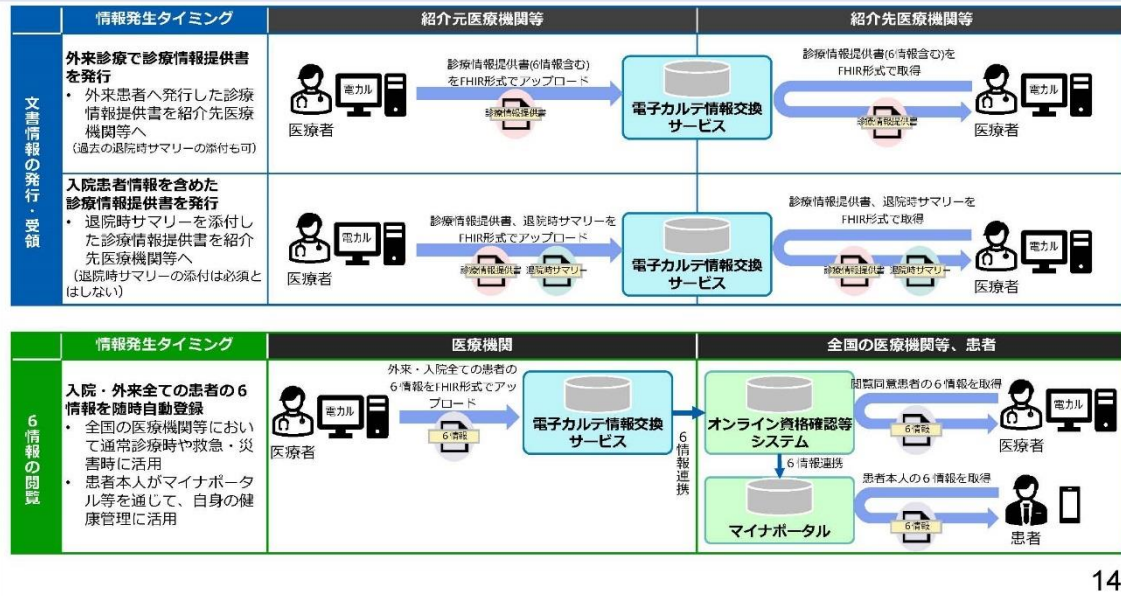 情報発生タイミング
紹介元医療機関等
紹介先医療機関等
文書情報の発行・受領
外来診療で診療情報提供書
を発行
• 外来患者へ発行した診療
情報提供書を紹介先医療
機関等へ
(過去の退院時サマリーの添付も可)
電カル
医療者
診療情報提供書(6情報含む)
をFHIR形式でアップロード
診療情報提供書
電子カルテ情報交換
サービス
診療情報提供書(6情報含む)を
FHIR形式で取得
診療情報提供書
電カル
医療者
入院患者情報を含めた
診療情報提供書を発行
• 退院時サマリーを添付し
た診療情報提供書を紹介
先医療機関等へ
(退院時サマリーの添付は必須と
はしない)
電カル
医療者
診療情報提供書、退院時サマリーを
FHIR形式でアップロード
診療情報提供書
退院時サマリー
電子カルテ情報交換
サービス
診療情報提供書、退院時サマリーを
FHIR形式で取得
診療情報提供書
退院時サマリー
電カル
医療者
情報発生タイミング
医療機関
全国の医療機関等、患者
6情報の閲覧
入院・外来全ての患者の6
情報を随時自動登録
• 全国の医療機関等におい
て通常診療時や救急・災
害時に活用
• 患者本人がマイナポータ
ル等を通じて、自身の健
康管理に活用
電カル
医療者
外来・入院全ての患者の
6情報をFHIR形式でアッ
プロード
6情報
電子カルテ情報交換
サービス
6情報連携
オンライン資格確認等
システム
閲覧同意患者の6情報を取得
6情報
電カル
医療者
6情報連携
マイナポータル
患者本人の6情報を取得
6情報
患者
14